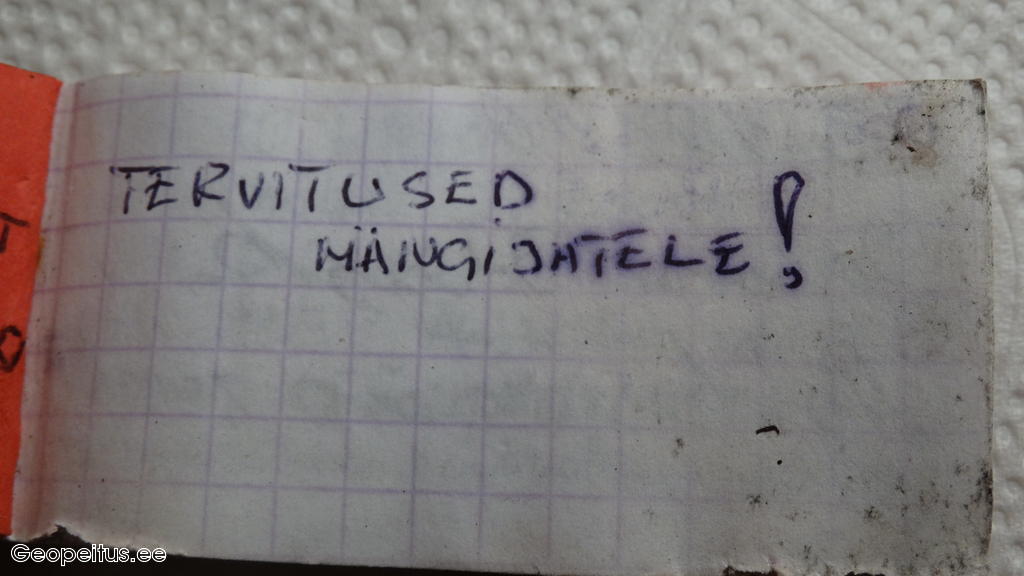 TERVITUSED
MÄNGIJATELE!
T
O
Geopeitus.ee